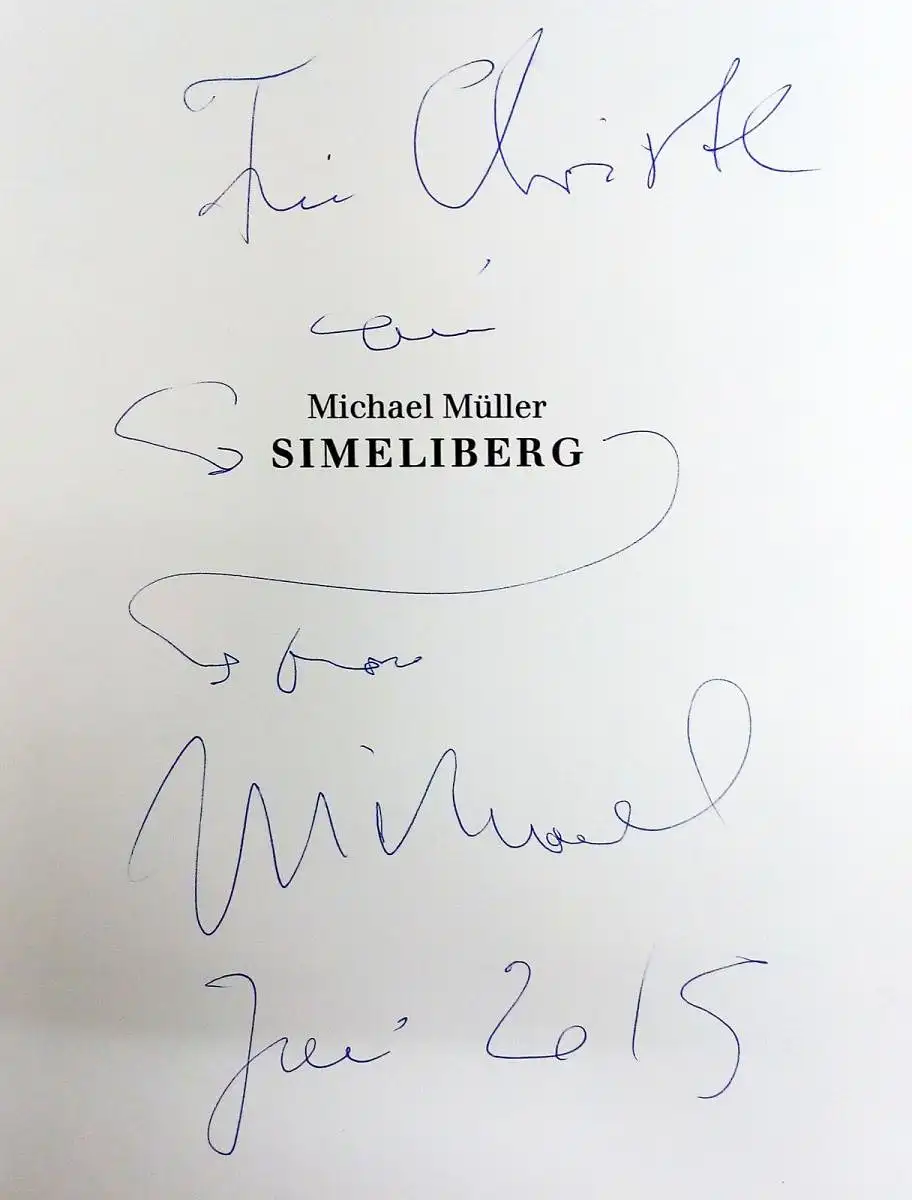 Für Christl
ein
Michael Müller
SIMELIBERG
von
Michael
Juni 2015